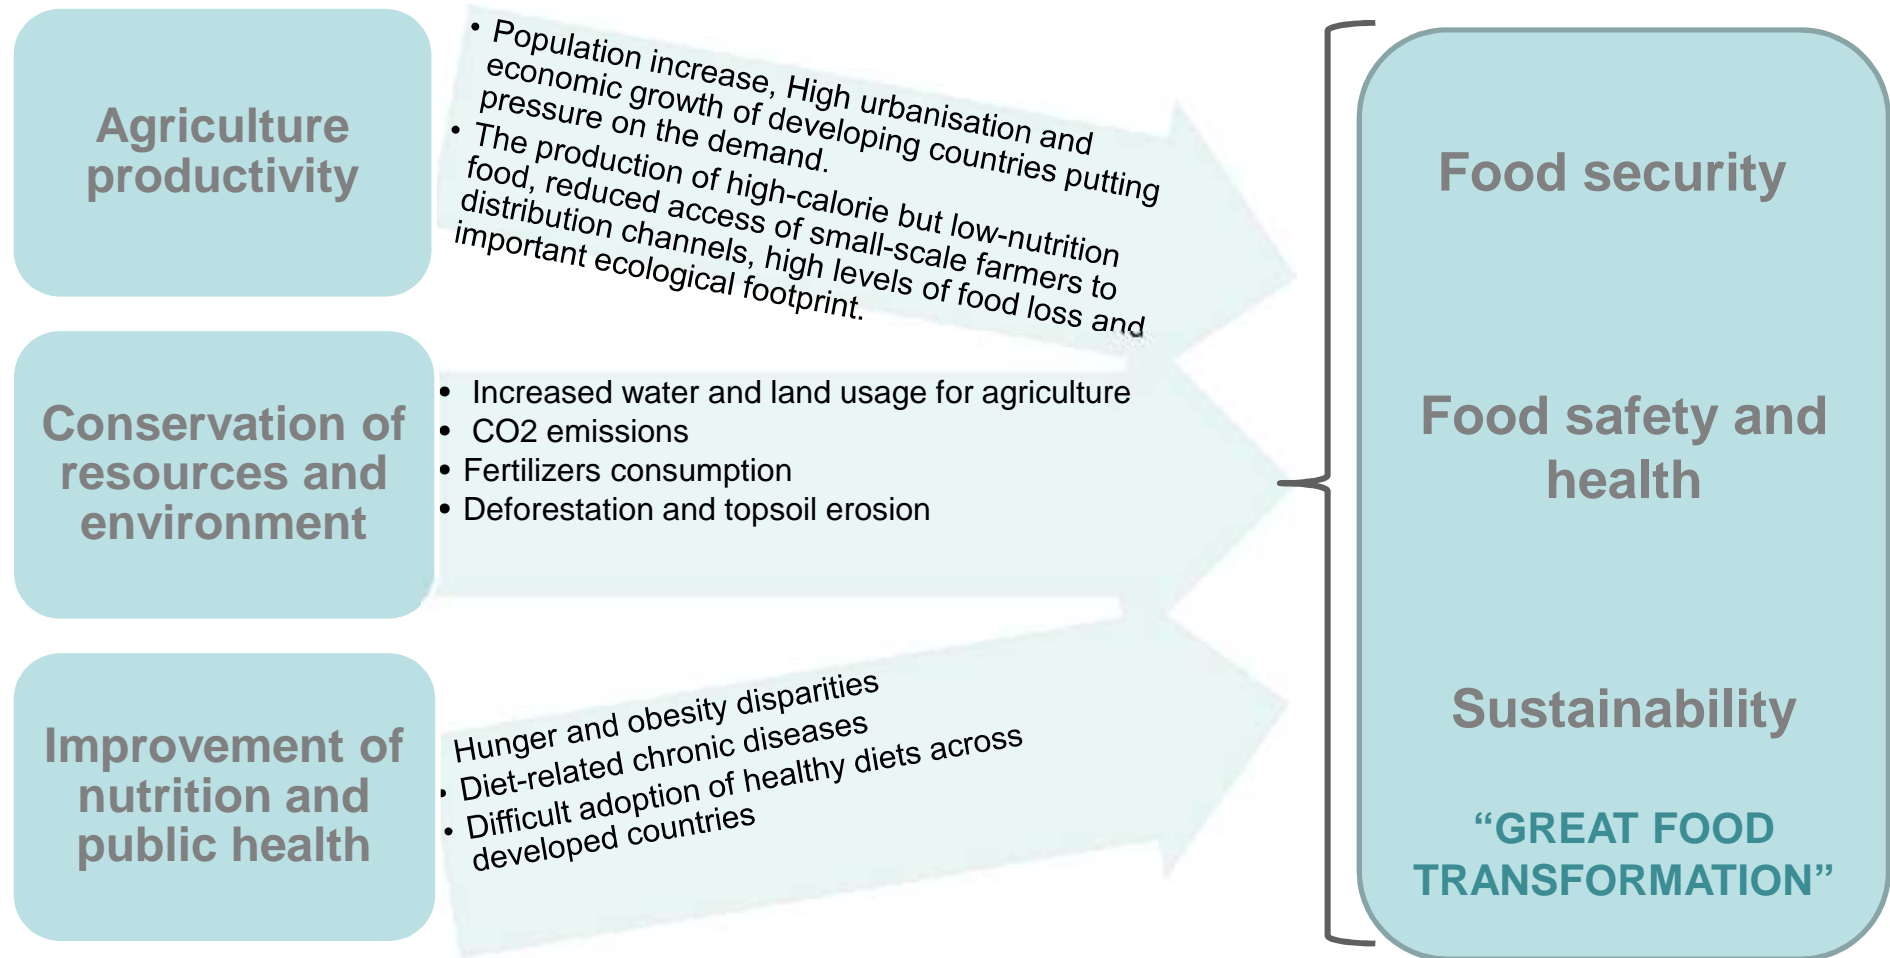 Agriculture
productivity
• Population increase, High urbanisation and
economic growth of developing countries putting
pressure on the demand.
• The production of high-calorie but low-nutrition
food, reduced access of small-scale farmers to
distribution channels, high levels of food loss and
important ecological footprint.
Conservation of
resources and
environment
• Increased water and land usage for agriculture
• CO2 emissions
• Fertilizers consumption
• Deforestation and topsoil erosion
Improvement of
nutrition and
public health
Hunger and obesity disparities
• Diet-related chronic diseases
• Difficult adoption of healthy diets across
developed countries
Food security
Food safety and
health
Sustainability
“GREAT FOOD
TRANSFORMATION”